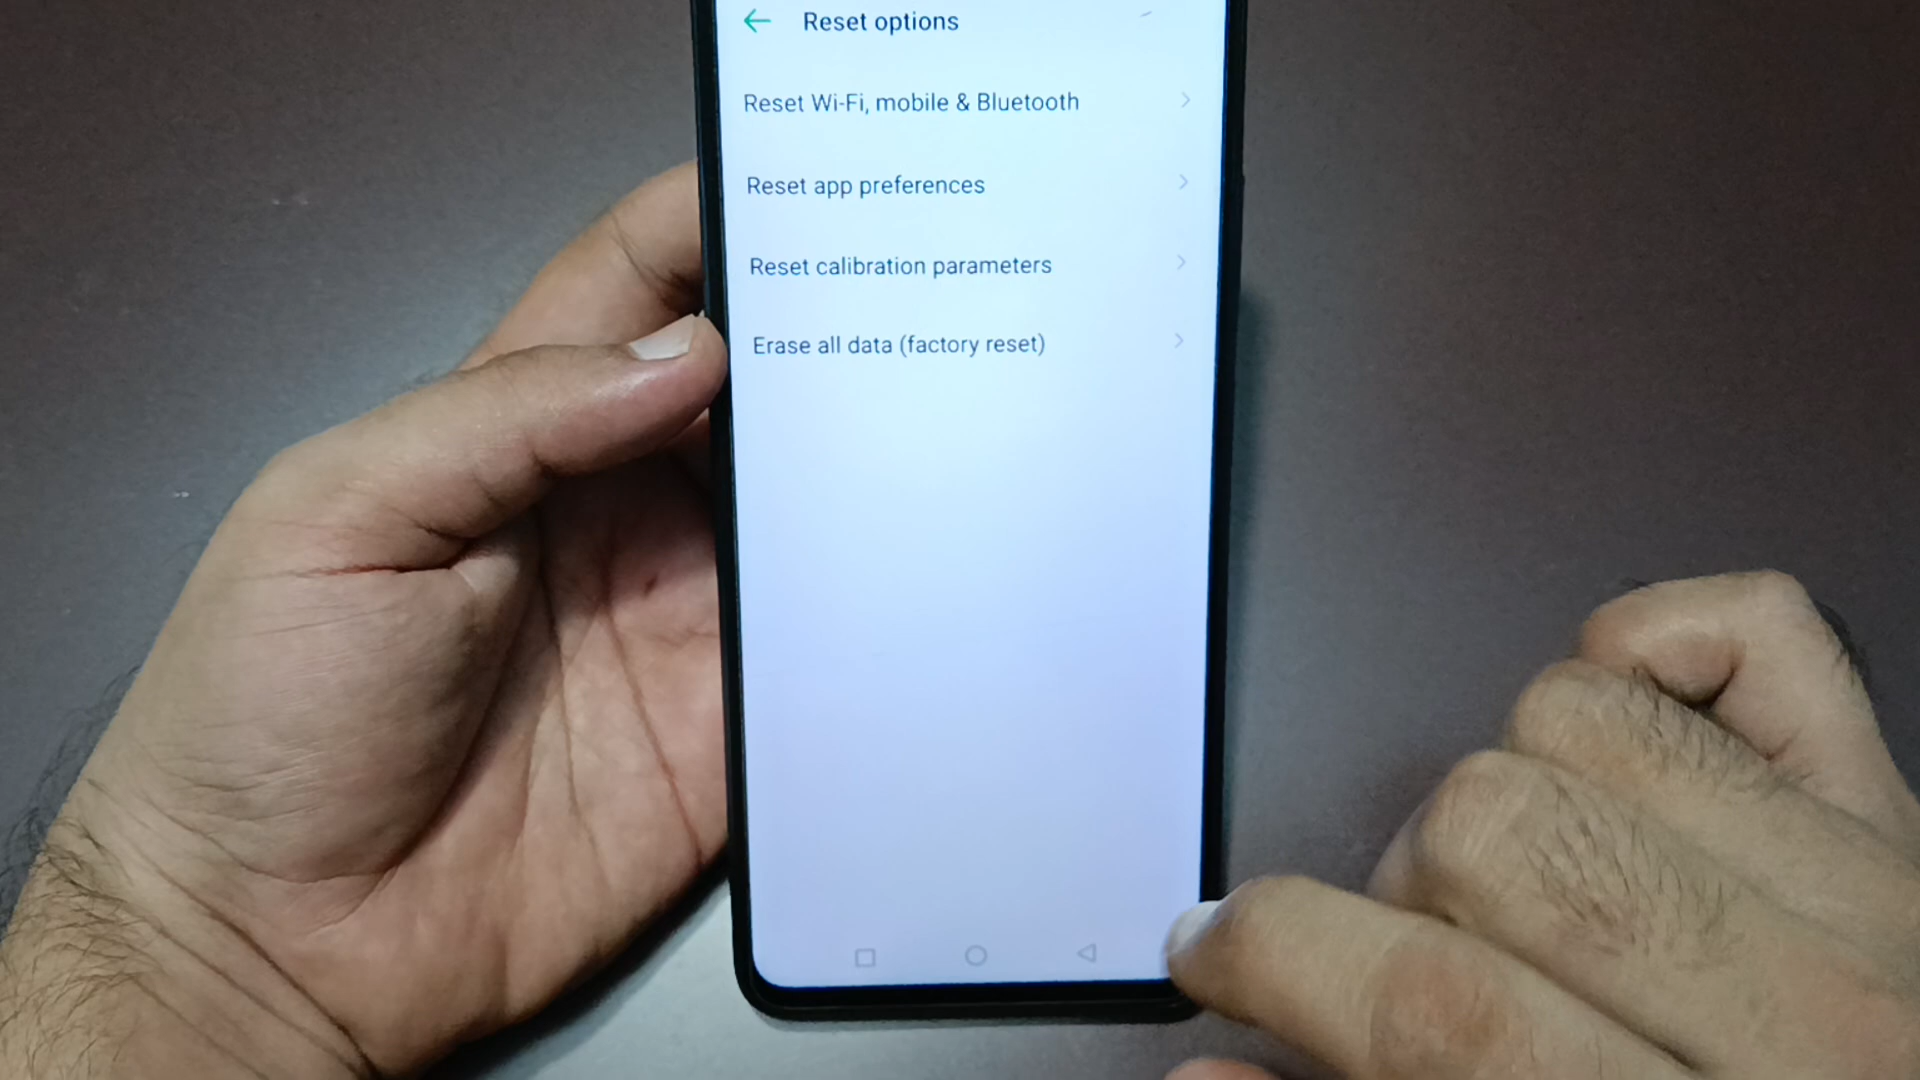 Reset options
Reset Wi-Fi, mobile & Bluetooth
Reset app preferences
Reset calibration parameters
Erase all data (factory reset)